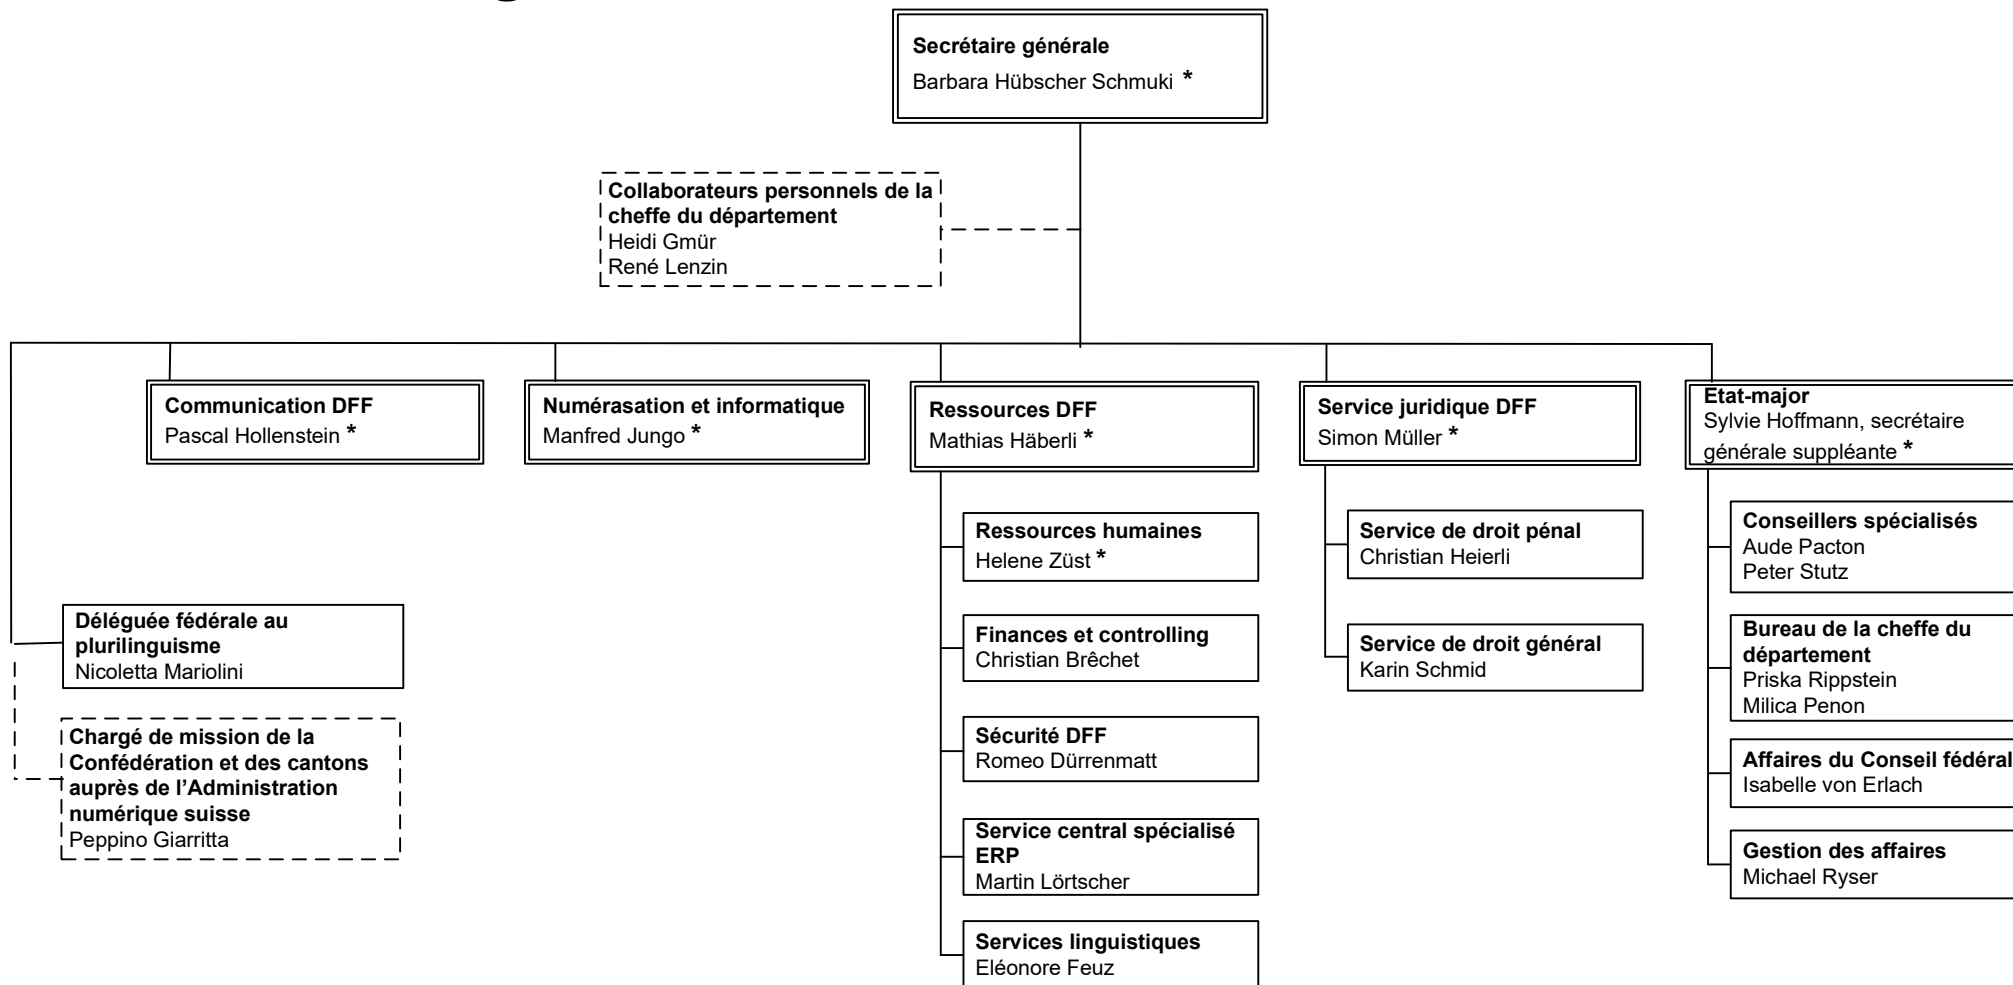 Secrétaire générale
Barbara Hübscher Schmuki *
Collaborateurs personnels de la
cheffe du département
Heidi Gmür
René Lenzin
Communication DFF
Pascal Hollenstein *
Numérasation et informatique
Manfred Jungo *
Ressources DFF
Mathias Häberli *
Service juridique DFF
Simon Müller *
Etat-major
Sylvie Hoffmann, secrétaire
générale suppléante *
Déléguée fédérale au
plurilinguisme
Nicoletta Mariolini
Chargé de mission de la
Confédération et des cantons
auprès de l'Administration
numérique suisse
Peppino Giarritta
Ressources humaines
Helene Züst *
Finances et controlling
Christian Brêchet
Sécurité DFF
Romeo Dürrenmatt
Service central spécialisé
ERP
Martin Lörtscher
Services linguistiques
Eléonore Feuz
Service de droit pénal
Christian Heierli
Service de droit général
Karin Schmid
Conseillers spécialisés
Aude Pacton
Peter Stutz
Bureau de la cheffe du
département
Priska Rippstein
Milica Penon
Affaires du Conseil fédéral
Isabelle von Erlach
Gestion des affaires
Michael Ryser